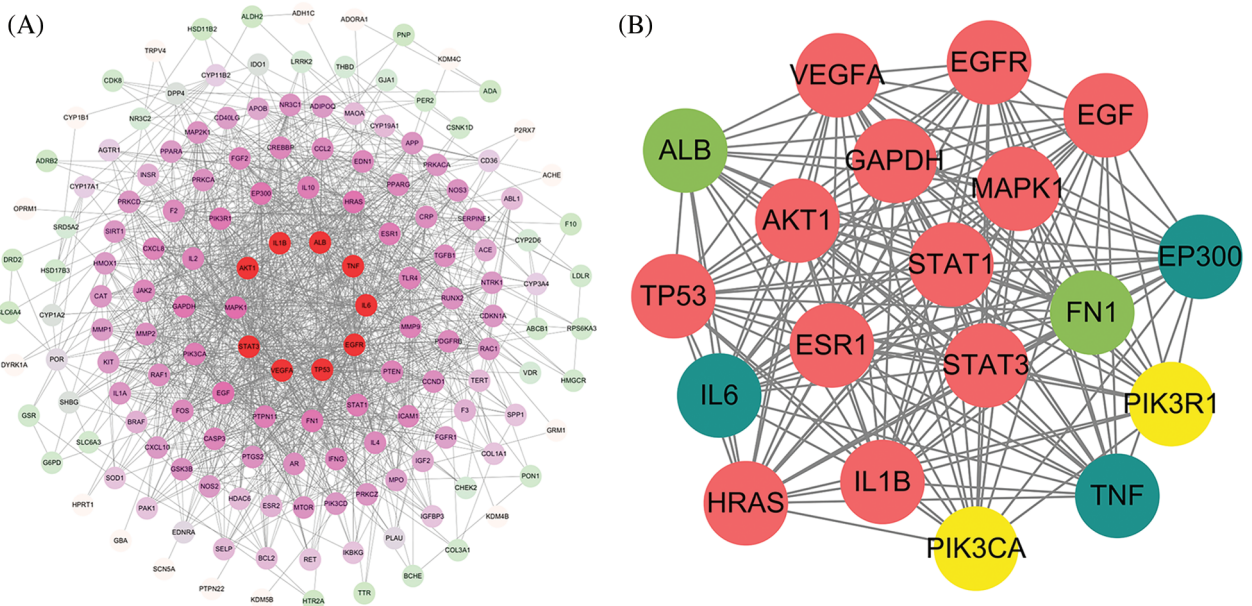 (A)
ADH1C
ALDH2
ADORA1
HSD11B2
PNP
TRPV4
IDO1
LRRK2
THBD
KDM4C
CDK8
CYP11B2
GJA1
ADA
DPP4
NR3C1
ADIPOQ
PER2
CYP1B1
NR3C2
APOB
CD40LG
MAOA
CSNK1D
MAP2K1
CYP19A1
P2RX7
ADRB2
AGTR1
PPARA
FGF2
CREBBP
CCL2
EDN1
APP
PRKACA
CD36
ACHE
CYP17A1
INSR
PRKCA
EP300
IL10
HRAS
PPARG
NOS3
ABL1
OPRM1
PRKCD
F2
PIK3R1
CRP
SERPINE1
F10
SRD5A2
SIRT1
IL1B
ALB
ESR1
ACE
CYP2D6
DRD2
CXCL8
IL2
TGFB1
HSD17B3
HMOX1
AKT1
TNF
TLR4
NTRK1
CYP3A4
LDLR
CAT
JAK2
RUNX2
SLC6A4
CYP1A2
GAPDH
MAPK1
IL6
CDKN1A
MMP1
MMP2
MMP9
ABCB1
RPS6KA3
PDGFRB
STAT3
EGFR
RAC1
DYRK1A
POR
KIT
PIK3CA
VEGFA
TP53
PTEN
VDR
RAF1
CCND1
TERT
HMGCR
SHBG
IL1A
EGF
STAT1
GSR
BRAF
FOS
PTPN11
FN1
ICAM1
F3
SPP1
GRM1
SLC6A3
CXCL10
CASP3
IL4
FGFR1
G6PD
PTGS2
AR
IFNG
IGF2
COL1A1
SOD1
GSK3B
NOS2
MPO
PON1
HPRT1
PAK1
HDAC6
ESR2
MTOR
PIK3CD
PRKCZ
CHEK2
GBA
EDNRA
IGFBP3
KDM4B
PLAU
SELP
BCL2
RET
IKBKG
COL3A1
SCN5A
BCHE
PTPN22
KDM5B
HTR2A
TTR
(B)
VEGFA
EGFR
EGF
ALB
GAPDH
MAPK1
AKT1
EP300
STAT1
TP53
FN1
ESR1
STAT3
IL6
PIK3R1
IL1B
HRAS
TNF
PIK3CA